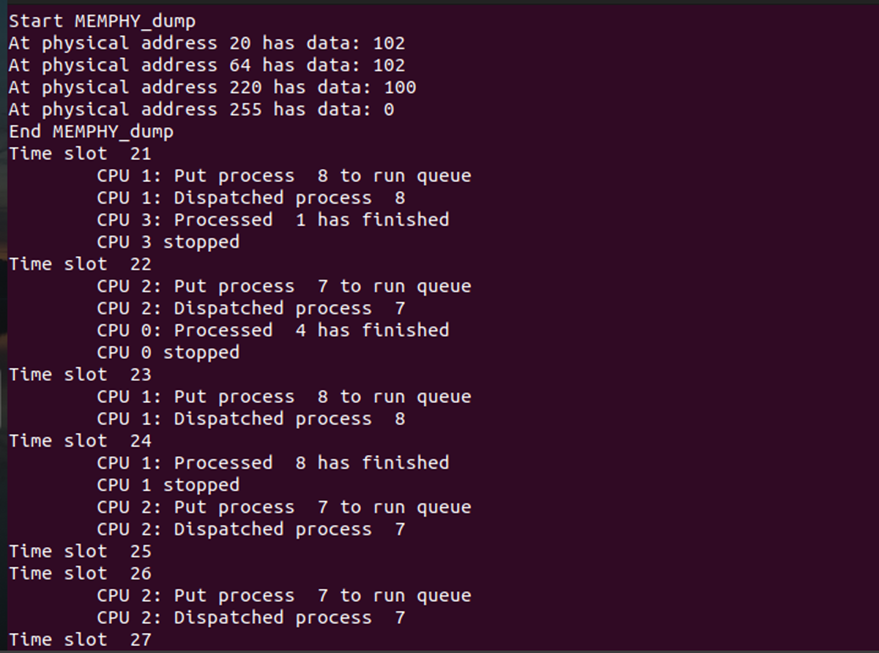 Start MEMPHY_dump
At physical address 20 has data: 102
At physical address 64 has data: 102
At physical address 220 has data: 100
At physical address 255 has data: 0
End MEMPHY_dump
Time slot  21
        CPU 1: Put process  8 to run queue
        CPU 1: Dispatched process  8
        CPU 3: Processed  1 has finished
        CPU 3 stopped
Time slot  22
        CPU 2: Put process  7 to run queue
        CPU 2: Dispatched process  7
        CPU 0: Processed  4 has finished
        CPU 0 stopped
Time slot  23
        CPU 1: Put process  8 to run queue
        CPU 1: Dispatched process  8
Time slot  24
        CPU 1: Processed  8 has finished
        CPU 1 stopped
        CPU 2: Put process  7 to run queue
        CPU 2: Dispatched process  7
Time slot  25
Time slot  26
        CPU 2: Put process  7 to run queue
        CPU 2: Dispatched process  7
Time slot  27